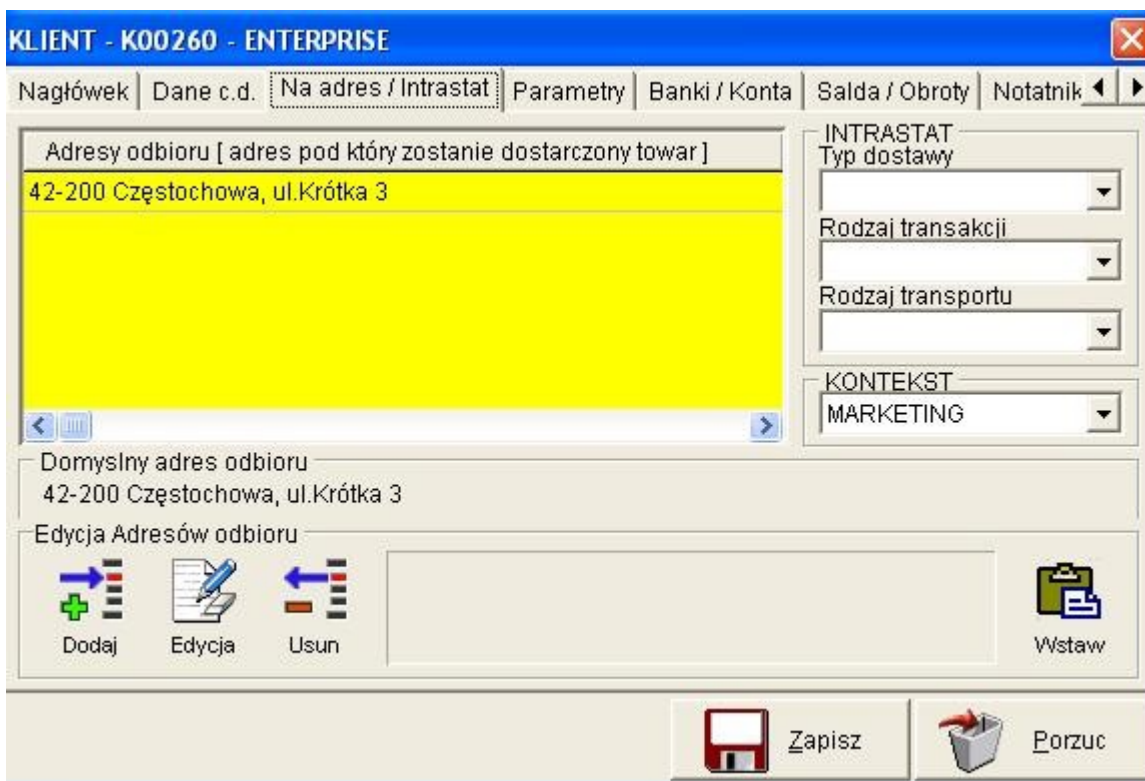 KLIENT - K00260 - ENTERPRISE
Nagłówek Dane c.d. Na adres / Intrastat Parametry Banki / Konta Salda / Obroty Notatnik
Adresy odbioru [ adres pod który zostanie dostarczony towar ]
42-200 Częstochowa, ul.Krótka 3
INTRASTAT
Typ dostawy
Rodzaj transakcji
Rodzaj transportu
KONTEKST
MARKETING
Domyslny adres odbioru
42-200 Częstochowa, ul.Krótka 3
Edycja Adresów odbioru
Dodaj Edycja Usun Wstaw
Zapisz Porzuc